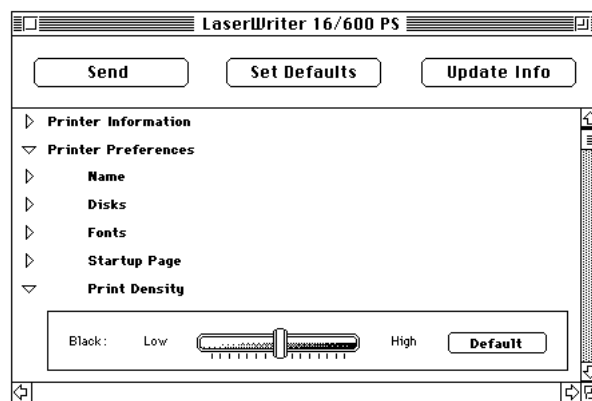 LaserWriter 16/600 PS
Send Set Defaults Update Info
Printer Information
Printer Preferences
Name
Disks
Fonts
Startup Page
Print Density
Black: Low High Default